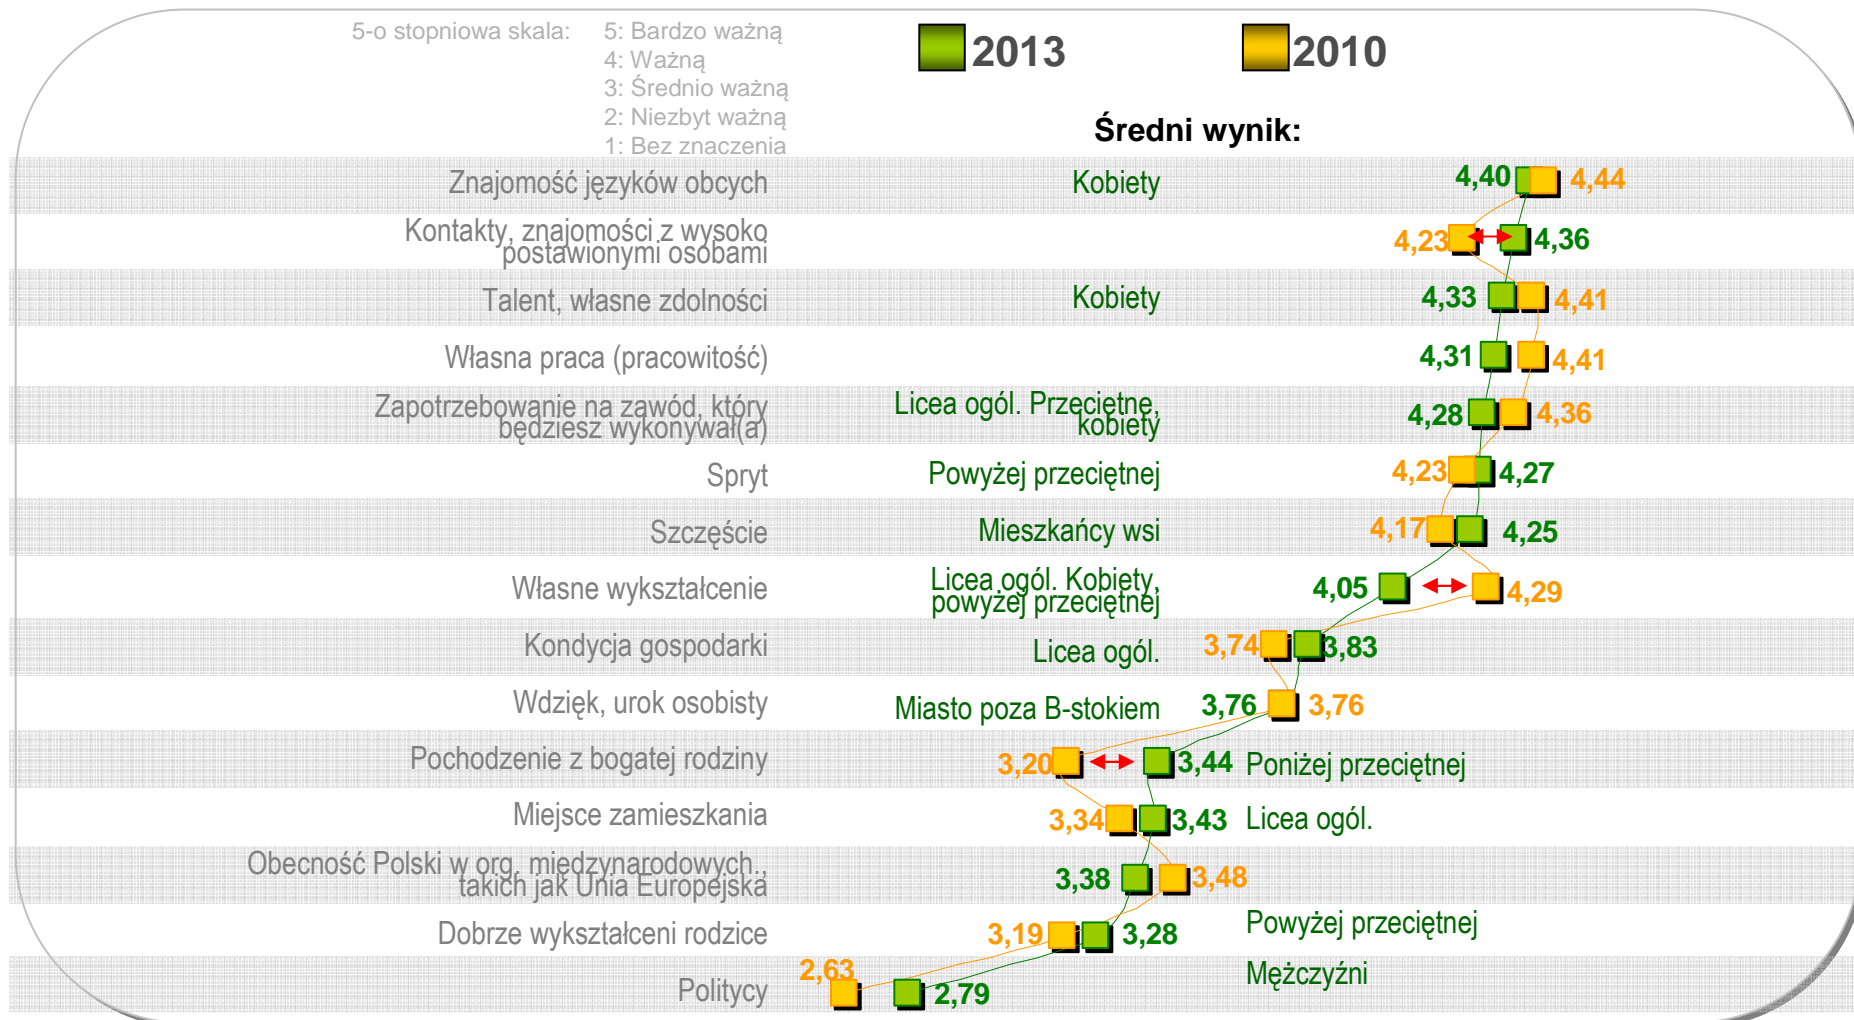 5-o stopniowa skala: 5: Bardzo ważną
4: Ważną
3: Średnio ważną
2: Niezbyt ważną
1: Bez znaczenia
2013 2010
Średni wynik:
Znajomość języków obcych Kobiety 4,40 4,44
Kontakty, znajomości z wysoko
postawionymi osobami 4,23 4,36
Talent, własne zdolności Kobiety 4,33 4,41
Własna praca (pracowitość) 4,31 4,41
Zapotrzebowanie na zawód, który Licea ogól. Przeciętne,
będziesz wykonywał(a) kobiety 4,28 4,36
Spryt Powyżej przeciętnej 4,23 4,27
Szczęście Mieszkańcy wsi 4,17 4,25
Własne wykształcenie Licea ogól. Kobiety,
powyżej przeciętnej 4,05 4,29
Kondycja gospodarki Licea ogól. 3,74 3,83
Wdzięk, urok osobisty Miasto poza B-stokiem 3,76 3,76
Pochodzenie z bogatej rodziny 3,20 3,44 Poniżej przeciętnej
Miejsce zamieszkania 3,34 3,43 Licea ogól.
Obecność Polski w org. międzynarodowych.,
takich jak Unia Europejska 3,38 3,48
Dobrze wykształceni rodzice 3,19 3,28 Powyżej przeciętnej
Politycy 2,63 2,79 Mężczyźni